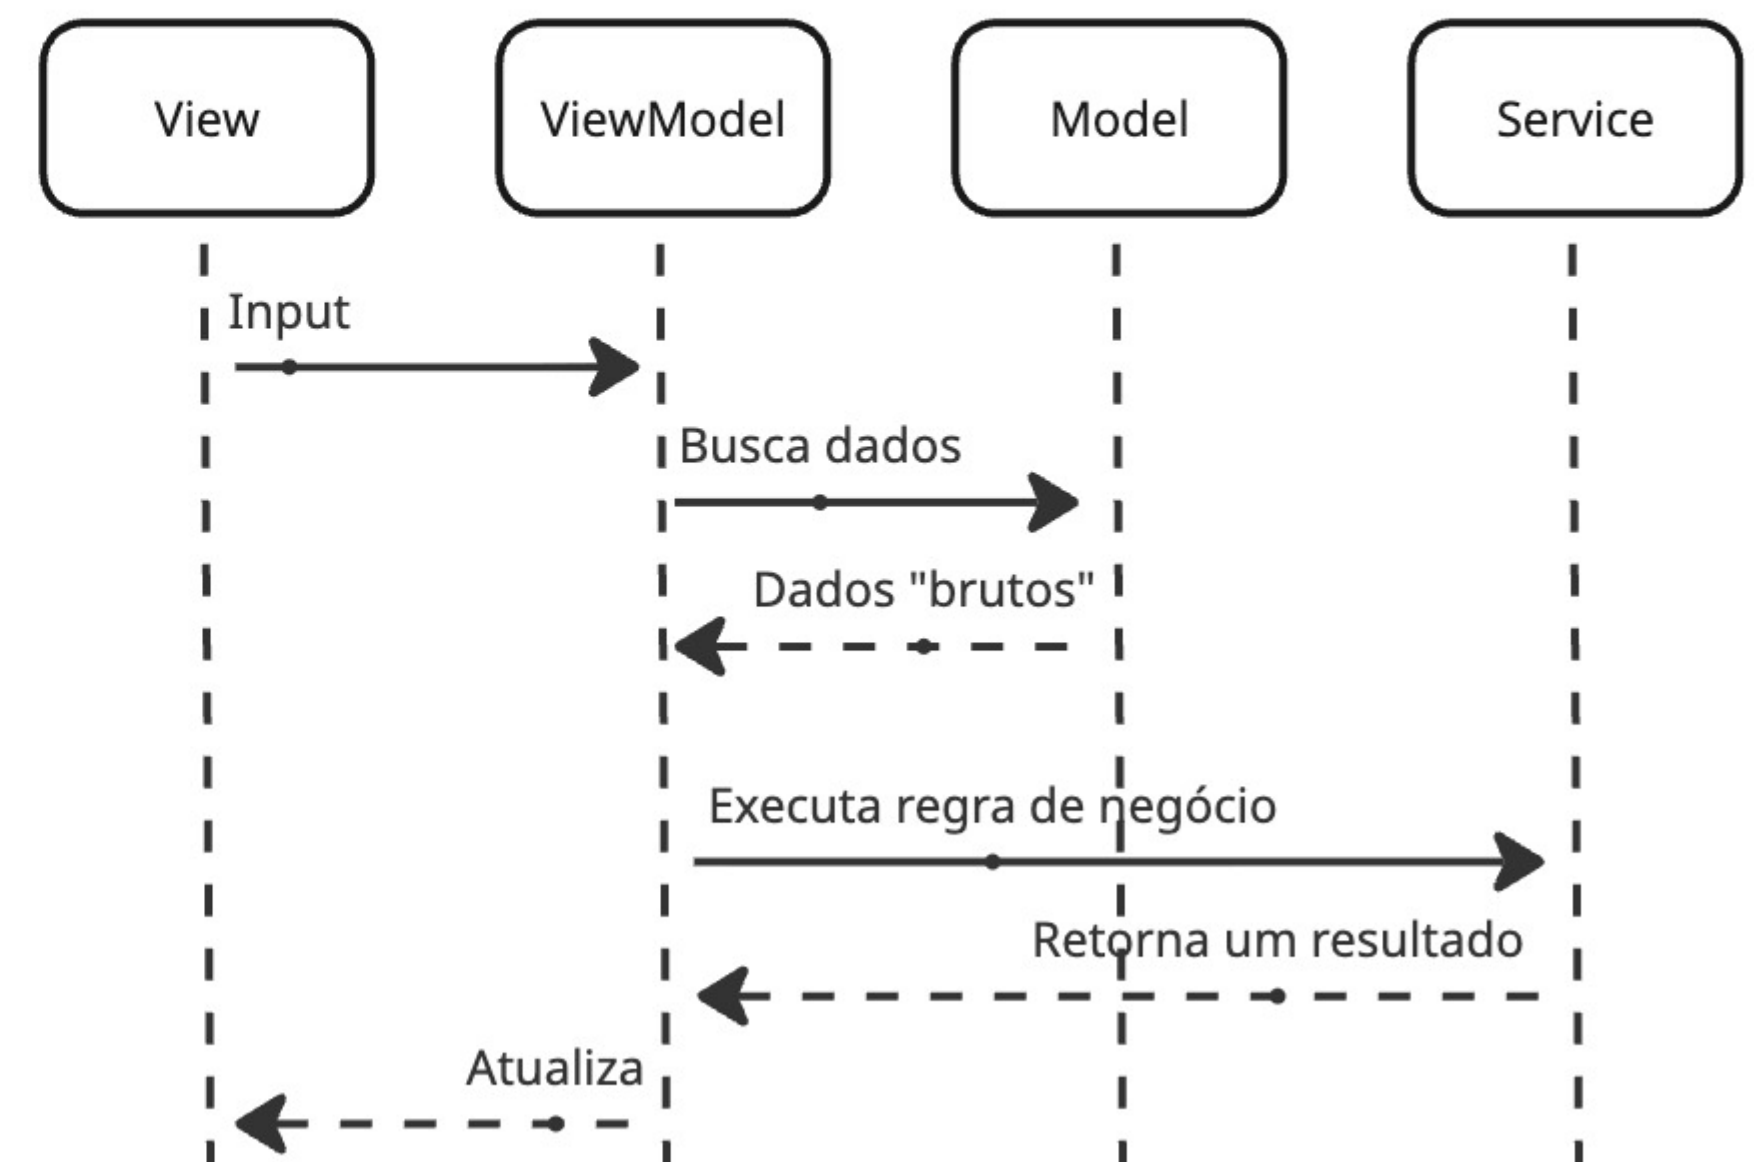 View
ViewModel
Model
Service
Input
Busca dados
Dados "brutos"
Executa regra de negócio
Retorna um resultado
Atualiza